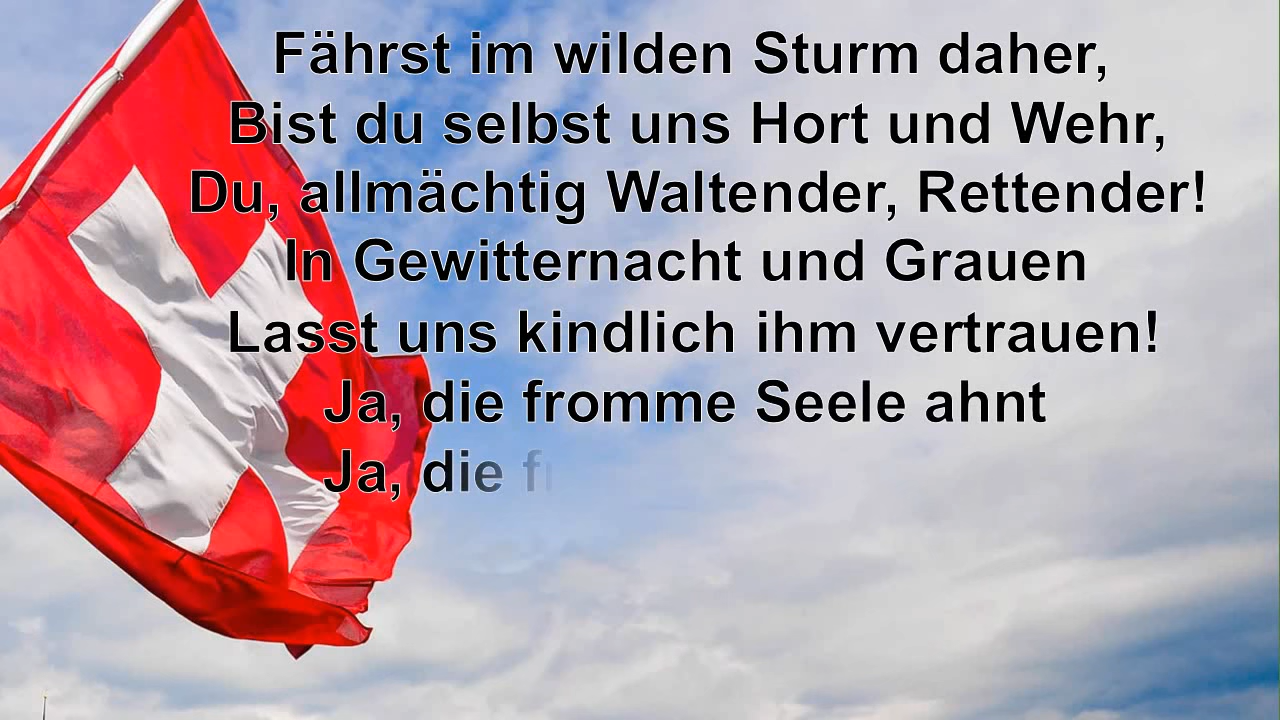 Fährst im wilden Sturm daher,
Bist du selbst uns Hort und Wehr,
Du, allmächtig Waltender, Rettender!
In Gewitternacht und Grauen
Lasst uns kindlich ihm vertrauen!
Ja, die fromme Seele ahnt
Ja, die